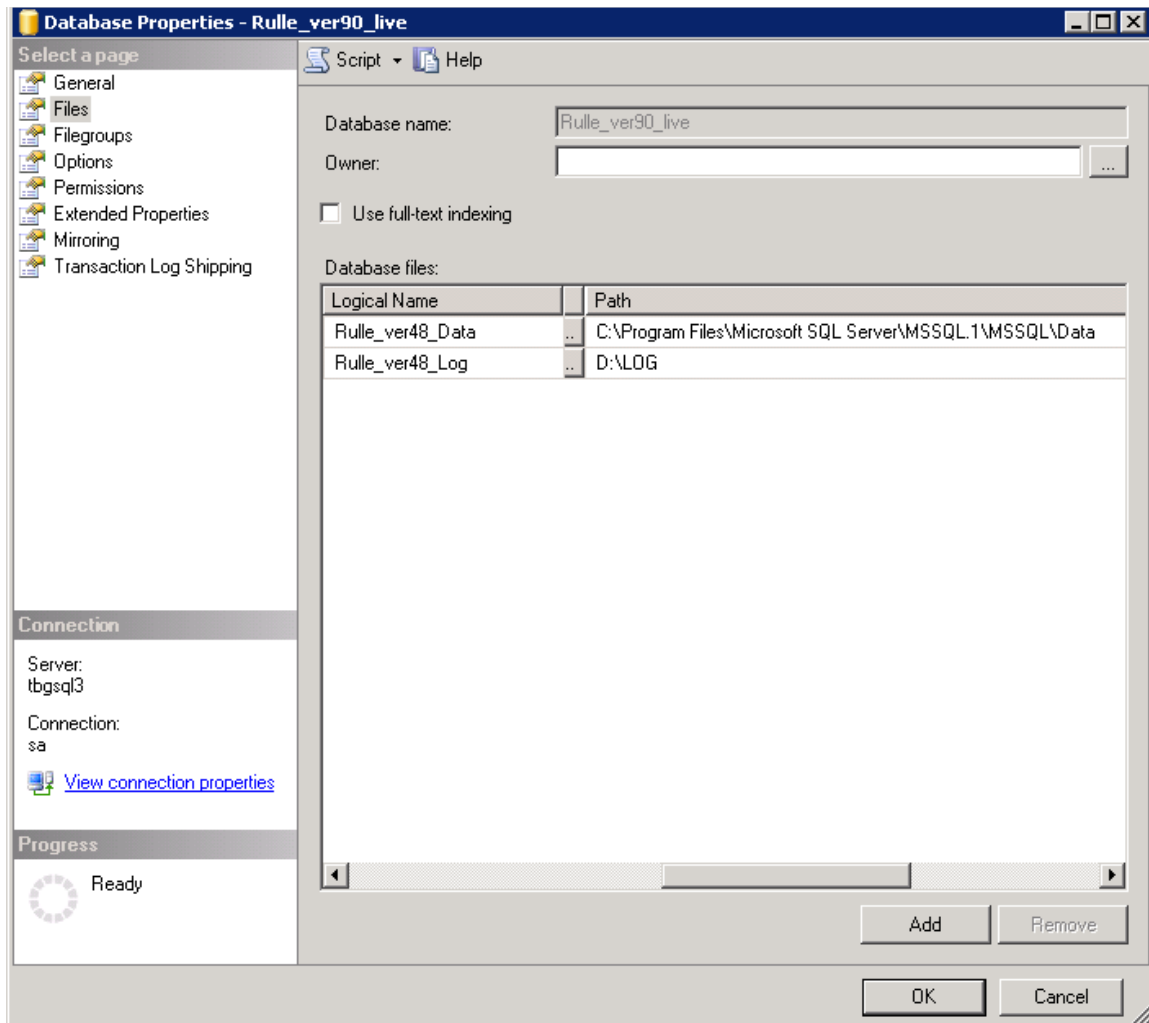 Database Properties - Rulle_ver90_live
Select a page
Script Help
General
Files
Filegroups
Options
Permissions
Extended Properties
Mirroring
Transaction Log Shipping
Database name: Rulle_ver90_live
Owner: ...
Use full-text indexing
Database files:
Logical Name Path
Rulle_ver48_Data .. C:\Program Files\Microsoft SQL Server\MSSQL.1\MSSQL\Data
Rulle_ver48_Log .. D:\LOG
Connection
Server:
tbgsql3
Connection:
sa
View connection properties
Progress
Ready
Add Remove
OK Cancel